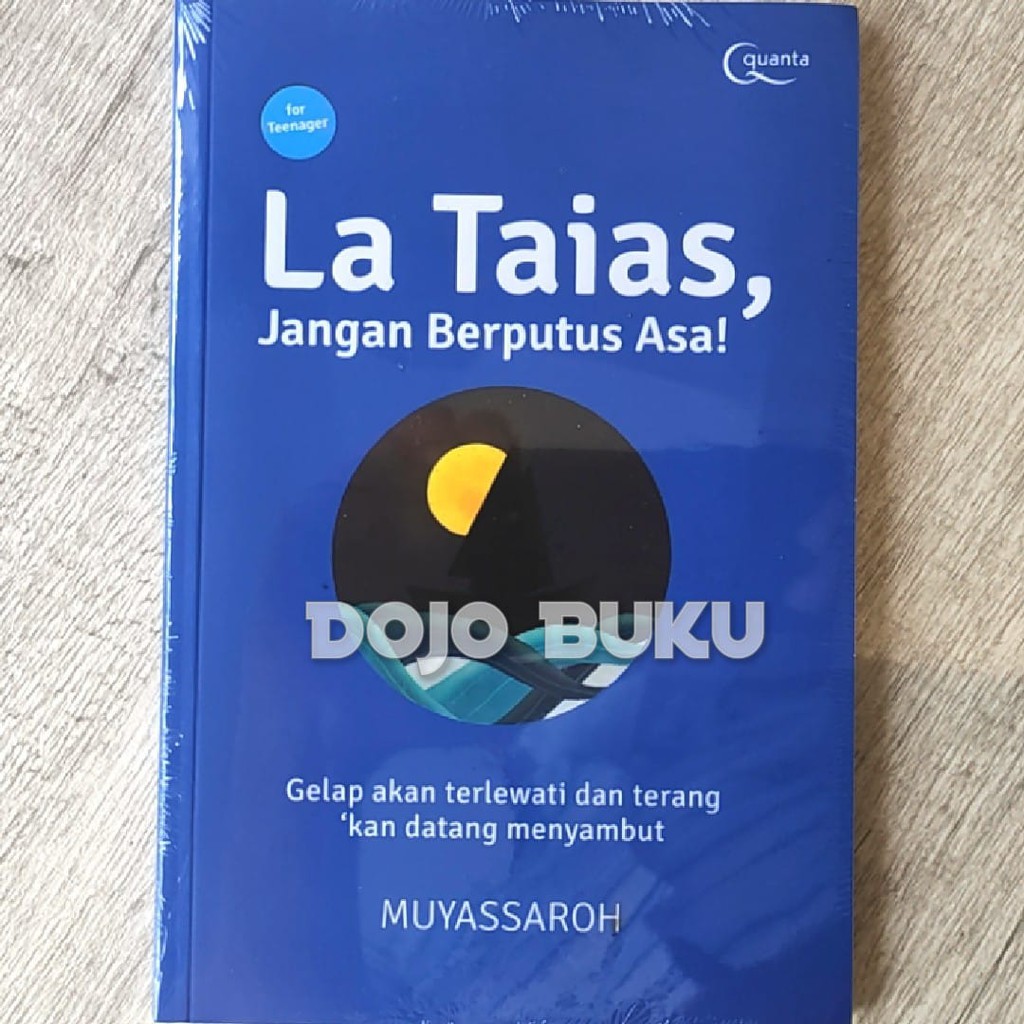 quanta
for
Teenager
La Taias,
Jangan Berputus Asa!
DOJO BUKU
Gelap akan terlewati dan terang
‘kan datang menyambut
MUYASSAROH